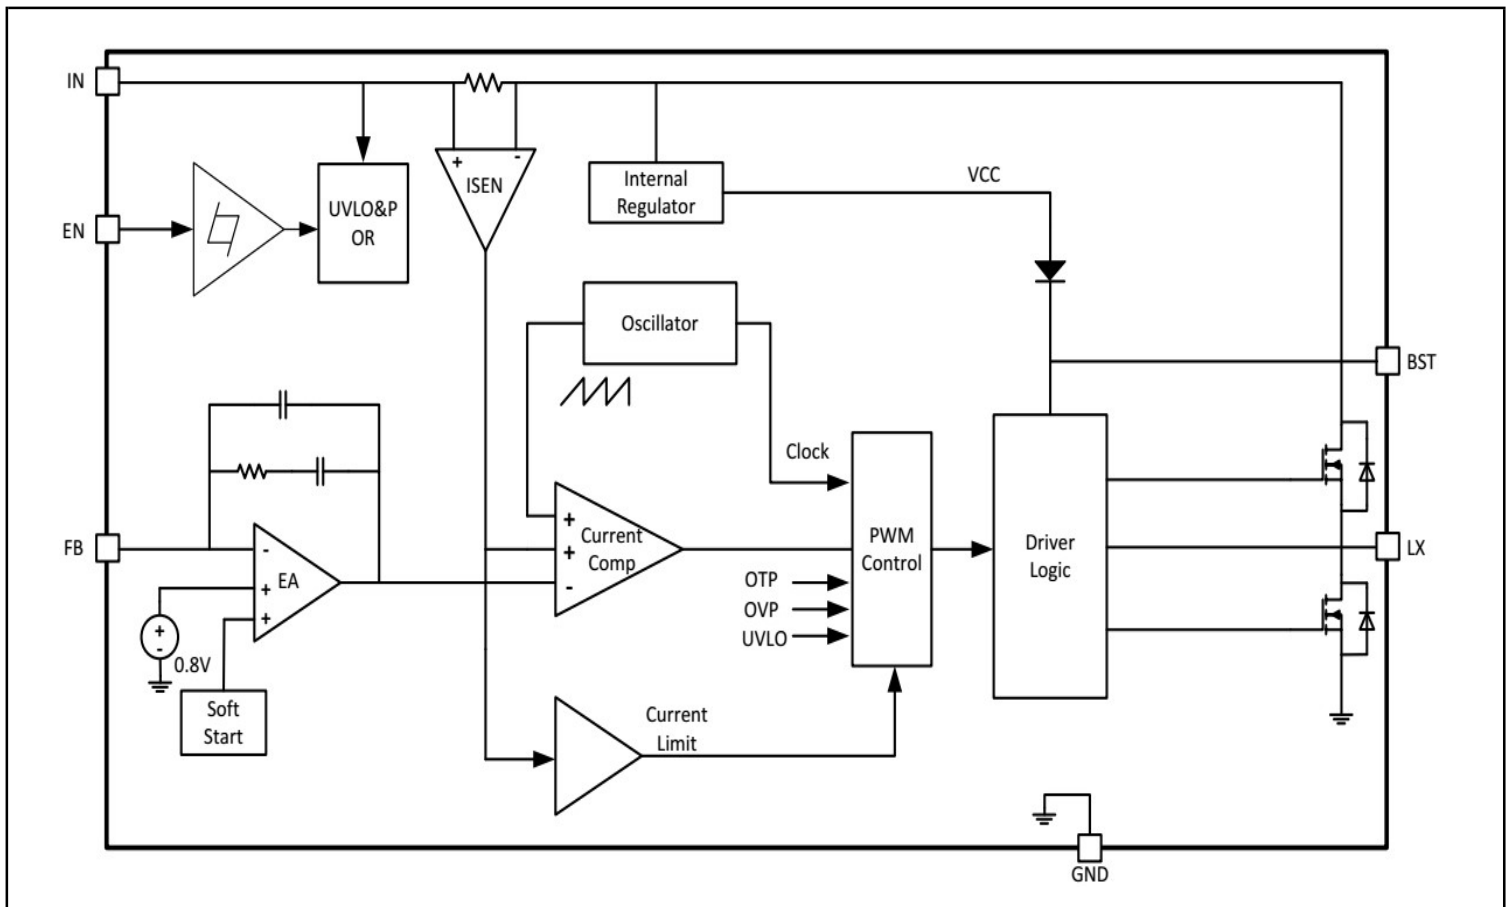 IN
+
-
ISEN
Internal
Regulator
VCC
EN
UVLO&P
OR
Oscillator
BST
Clock
FB
-
EA
+
+
+
-
0.8V
Soft
Start
+
Current
+
Comp
-
PWM
Control
OTP
OVP
UVLO
Driver
Logic
LX
Current
Limit
GND